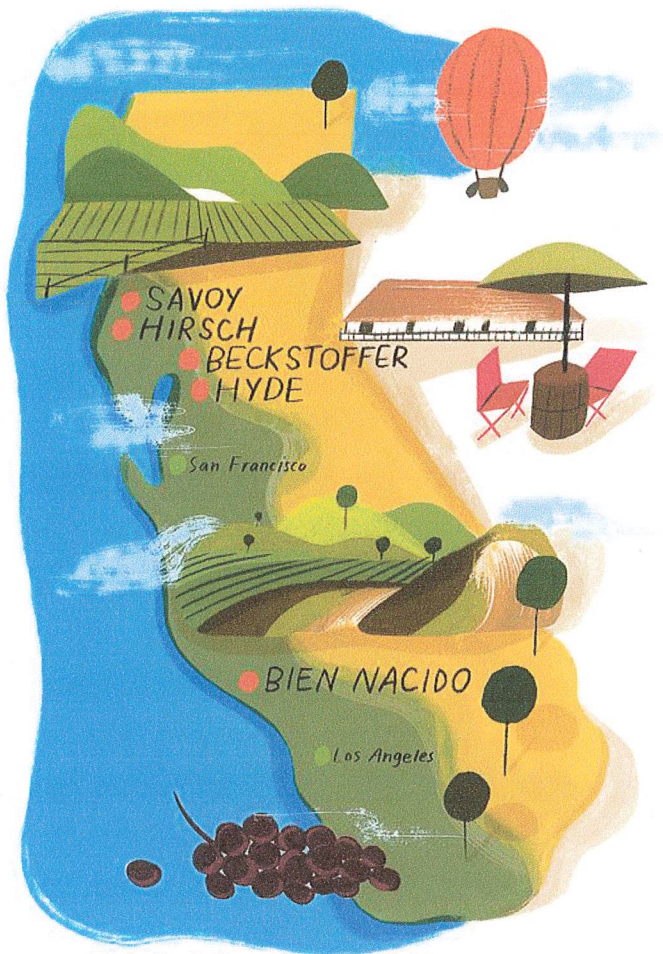 SAVOY
HIRSCH
BECKSTOFFER
HYDE
San Francisco
BIEN NACIDO
Los Angeles